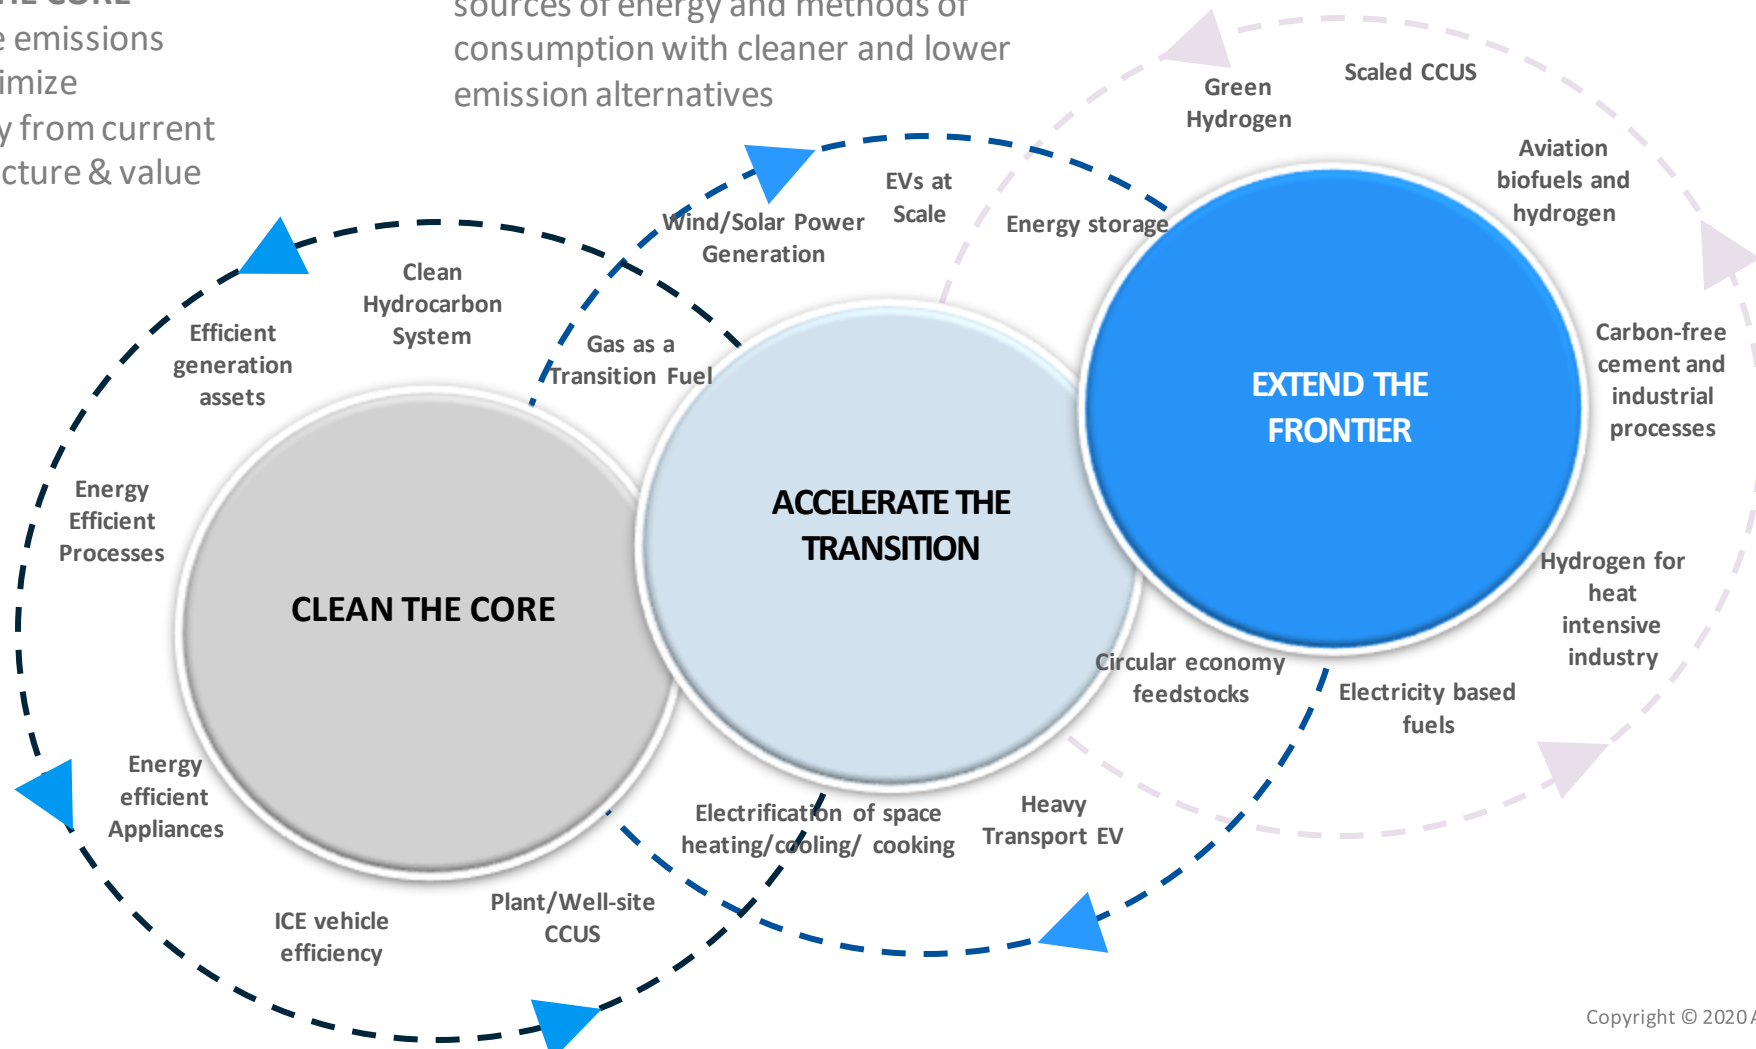 THE CORE
emissions
from current
& value
sources of energy and methods of
consumption with cleaner and lower
emission alternatives
Green
Hydrogen
Scaled CCUS
Aviation
biofuels and
hydrogen
Carbon-free
cement and
industrial
processes
Hydrogen for
heat
intensive
industry
Electricity based
fuels
EXTEND THE
FRONTIER
Wind/Solar Power
Generation
EVs at
Scale
Energy storage
Gas as a
Transition Fuel
ACCELERATE THE
TRANSITION
Circular economy
feedstocks
Heavy
Transport EV
Electrification of space
heating/cooling/ cooking
Clean
Hydrocarbon
System
Efficient
generation
assets
Energy
Efficient
Processes
CLEAN THE CORE
Energy
efficient
Appliances
ICE vehicle
efficiency
Plant/Well-site
CCUS
Copyright © 2020